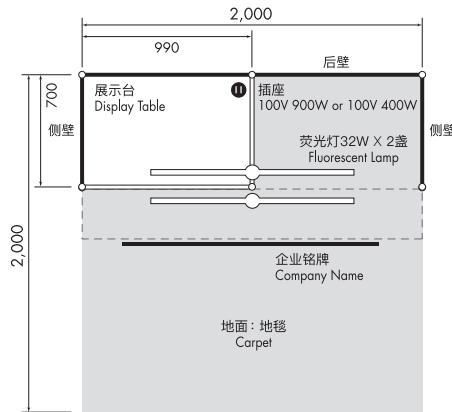 2,000
990
后壁
展示台
Display Table
插座
100V 900W or 100V 400W
700
侧壁
侧壁
荧光灯32W X 2盏
Fluorescent Lamp
2,000
企业铭牌
Company Name
地面：地毯
Carpet